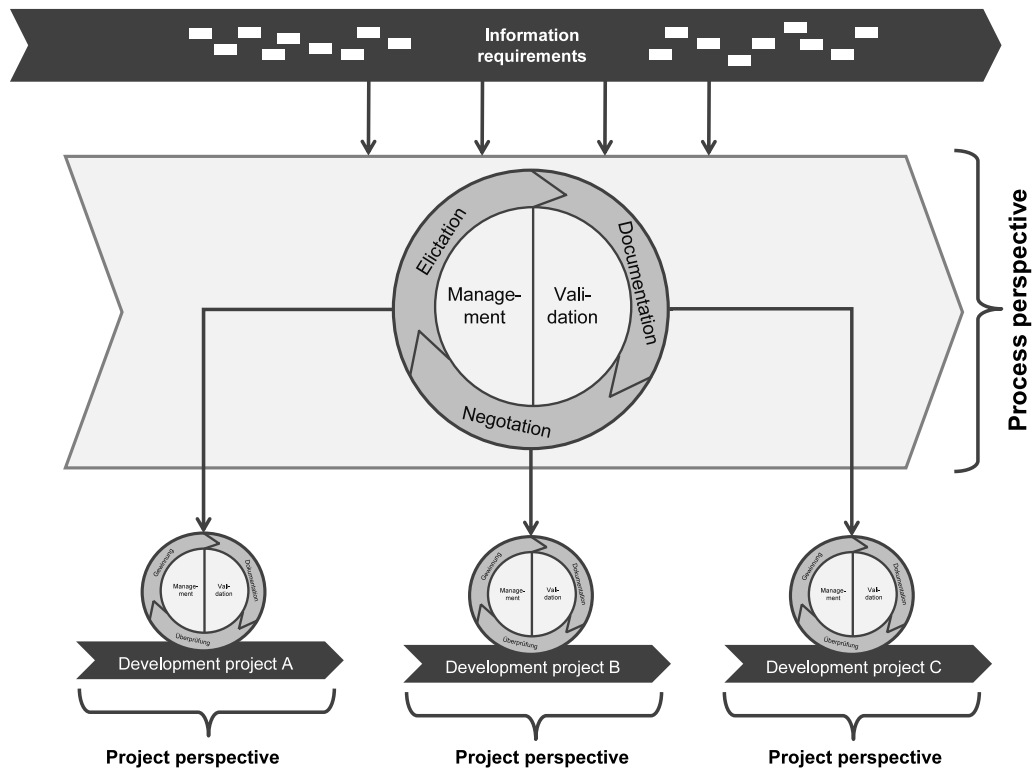 Information
requirements
Elictation
Documentation
Manage-
ment
Vali-
dation
Negotation
Process perspective
Gewinnung
Dokumentation
Manage-
ment
Vali-
dation
Überprüfung
Development project A
Project perspective
Gewinnung
Dokumentation
Manage-
ment
Vali-
dation
Überprüfung
Development project B
Project perspective
Gewinnung
Dokumentation
Manage-
ment
Vali-
dation
Überprüfung
Development project C
Project perspective